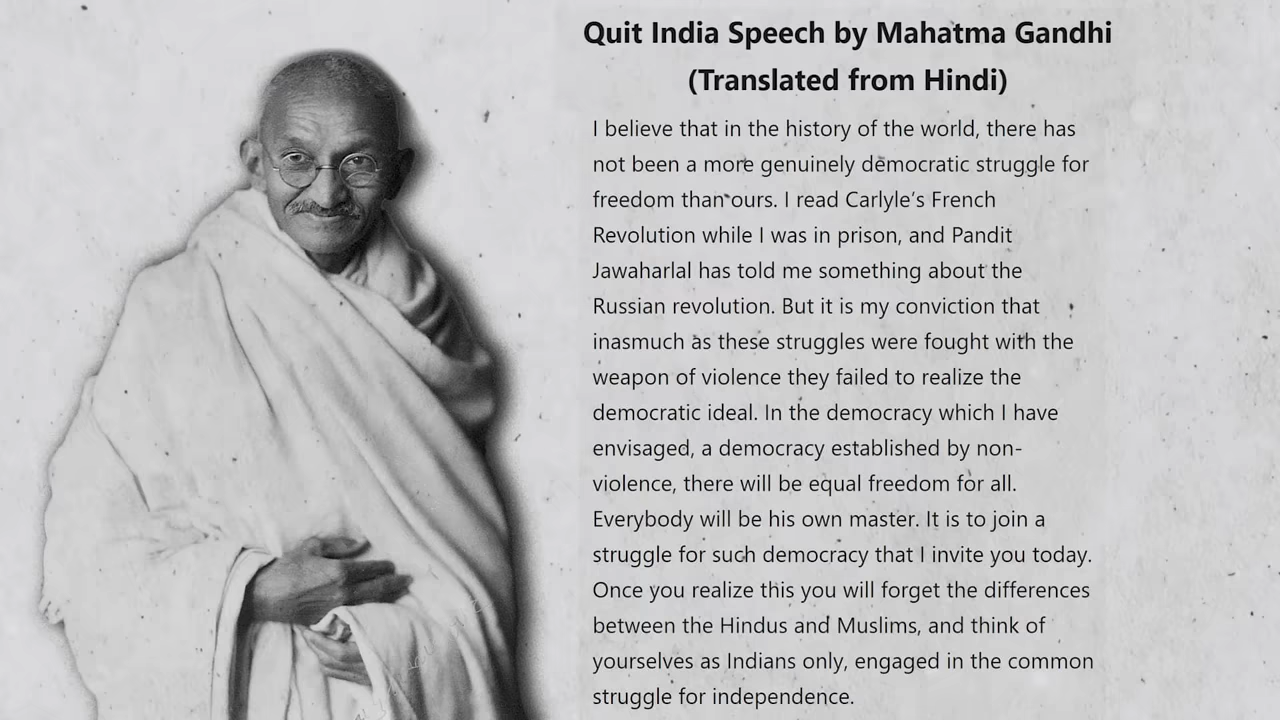 Quit India Speech by Mahatma Gandhi
(Translated from Hindi)
I believe that in the history of the world, there has
not been a more genuinely democratic struggle for
freedom than ours. I read Carlyle’s French
Revolution while I was in prison, and Pandit
Jawaharlal has told me something about the
Russian revolution. But it is my conviction that
inasmuch as these struggles were fought with the
weapon of violence they failed to realize the
democratic ideal. In the democracy which I have
envisaged, a democracy established by non-
violence, there will be equal freedom for all.
Everybody will be his own master. It is to join a
struggle for such democracy that I invite you today.
Once you realize this you will forget the differences
between the Hindus and Muslims, and think of
yourselves as Indians only, engaged in the common
struggle for independence.